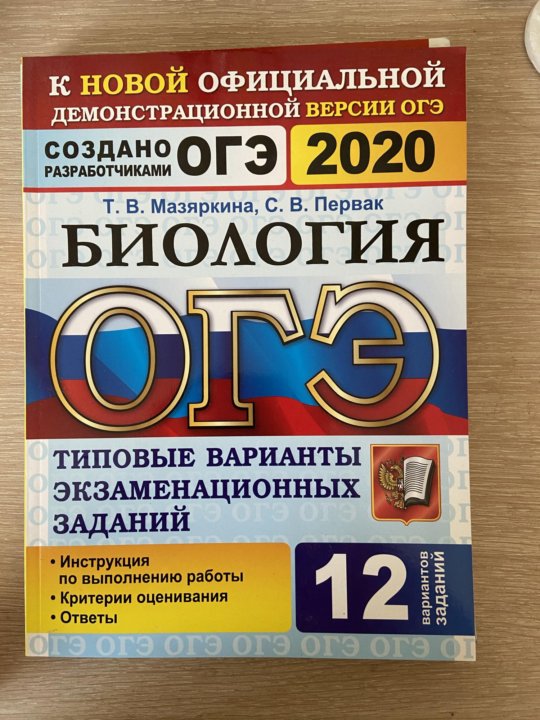 К НОВОЙ ОФИЦИАЛЬНОЙ
ДЕМОНСТРАЦИОННОЙ ВЕРСИИ ОГЭ
СОЗДАНО
РАЗРАБОТЧИКАМИ ОГЭ
2020
Т. В. Мазяркина, С. В. Первак
БИОЛОГИЯ
ОГЭ
ТИПОВЫЕ ВАРИАНТЫ
ЭКЗАМЕНАЦИОННЫХ
ЗАДАНИЙ
• Инструкция
по выполнению работы
• Критерии оценивания
• Ответы
12
вариантов
заданий